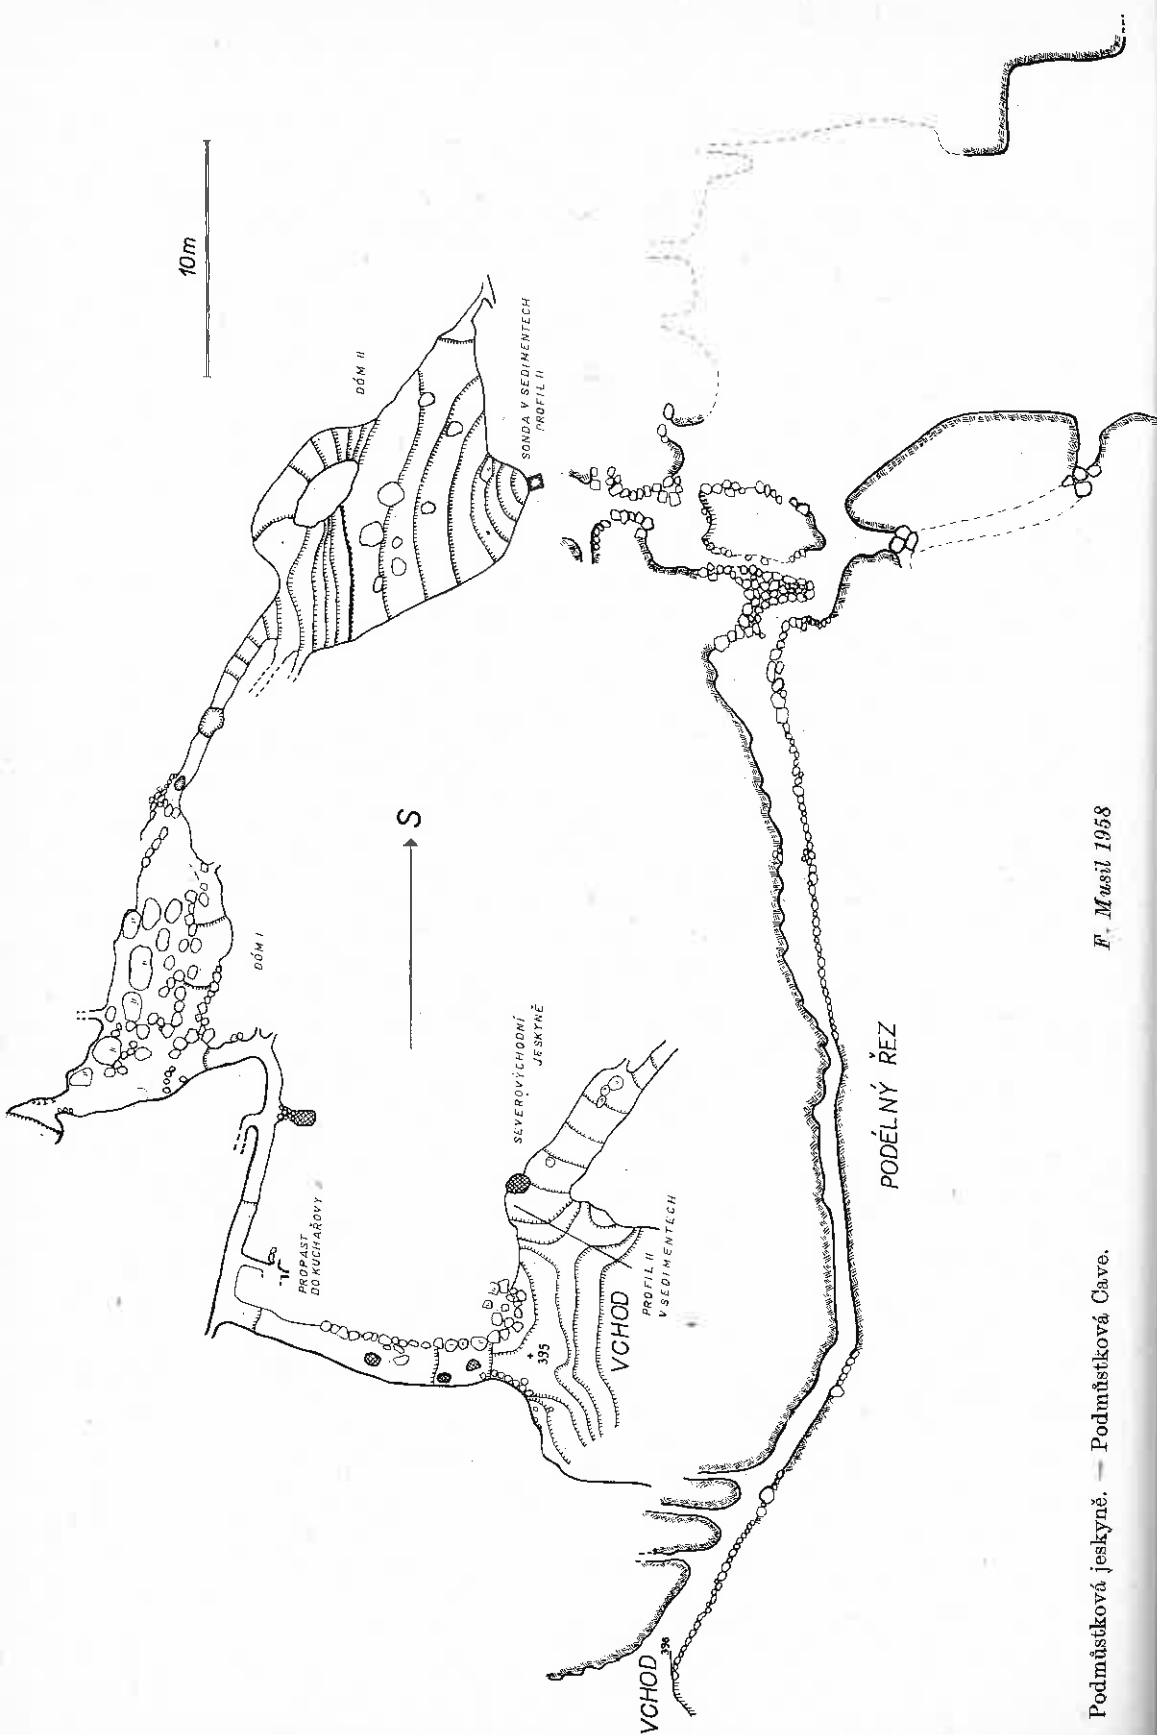 10m
DÓM II
SONDA V SEDIMENTECH
PROFIL II
S
DÓM I
SEVEROVÝCHODNÍ
JESKYNĚ
PROPAST
DO KUCHAŘOVY
PROFIL II
V SEDIMENTECH
VCHOD
395
PODÉLNÝ ŘEZ
VCHOD
396
F. Musil 1958
Podmůstková jeskyně. — Podmůstková Cave.